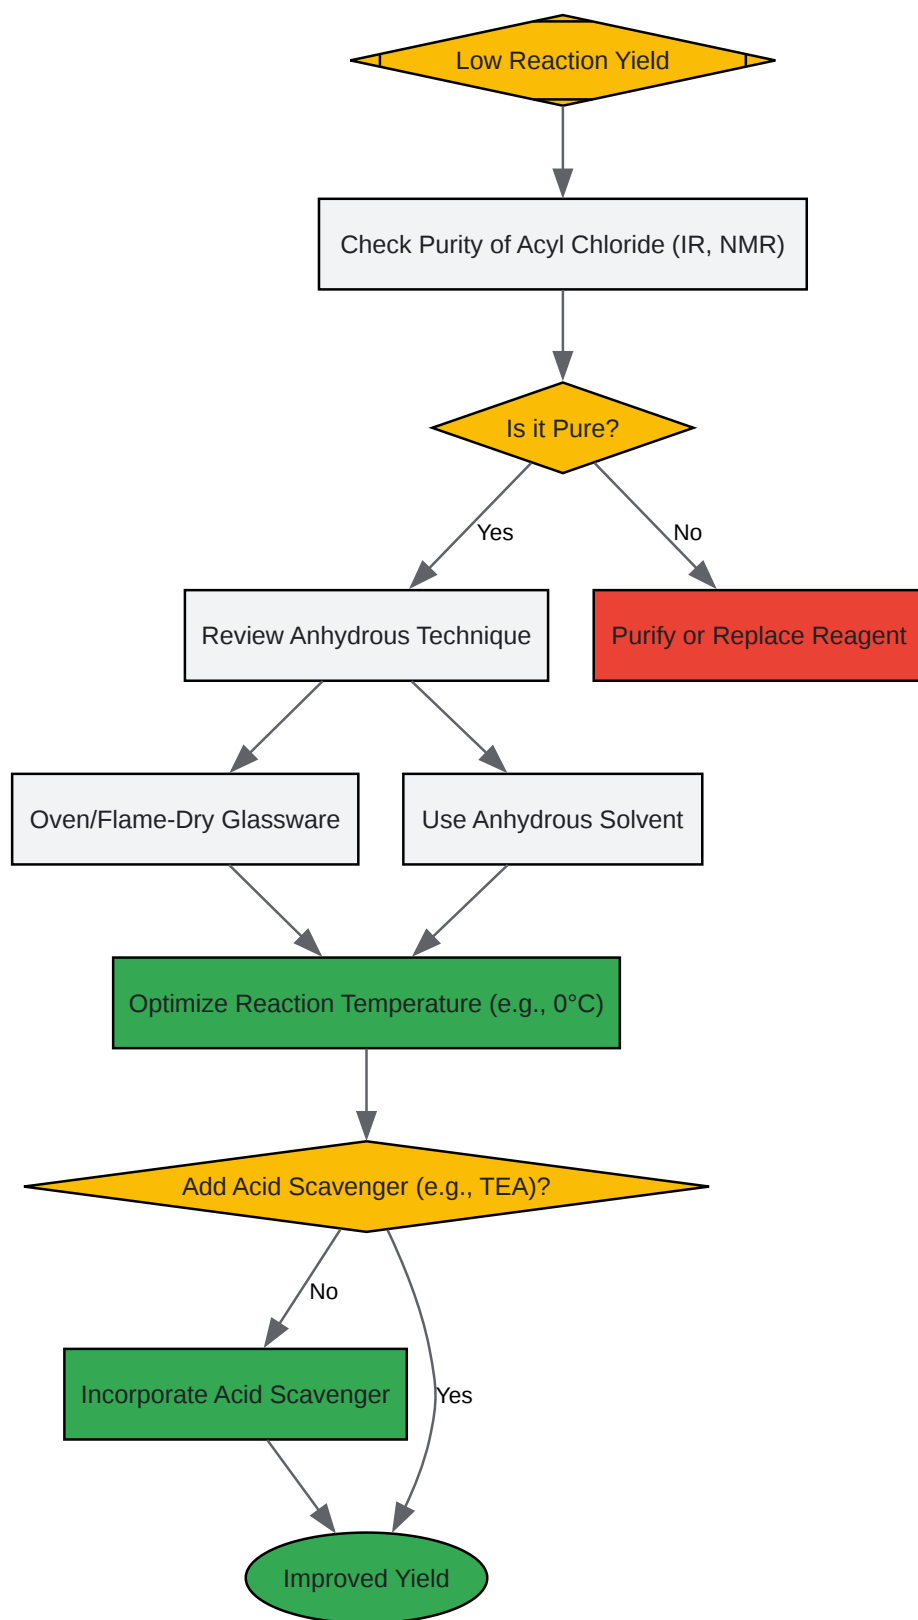 Low Reaction Yield
Check Purity of Acyl Chloride (IR, NMR)
Is it Pure?
Yes
No
Review Anhydrous Technique
Purify or Replace Reagent
Oven/Flame-Dry Glassware
Use Anhydrous Solvent
Optimize Reaction Temperature (e.g., 0°C)
Add Acid Scavenger (e.g., TEA)?
No
Incorporate Acid Scavenger
Yes
Improved Yield